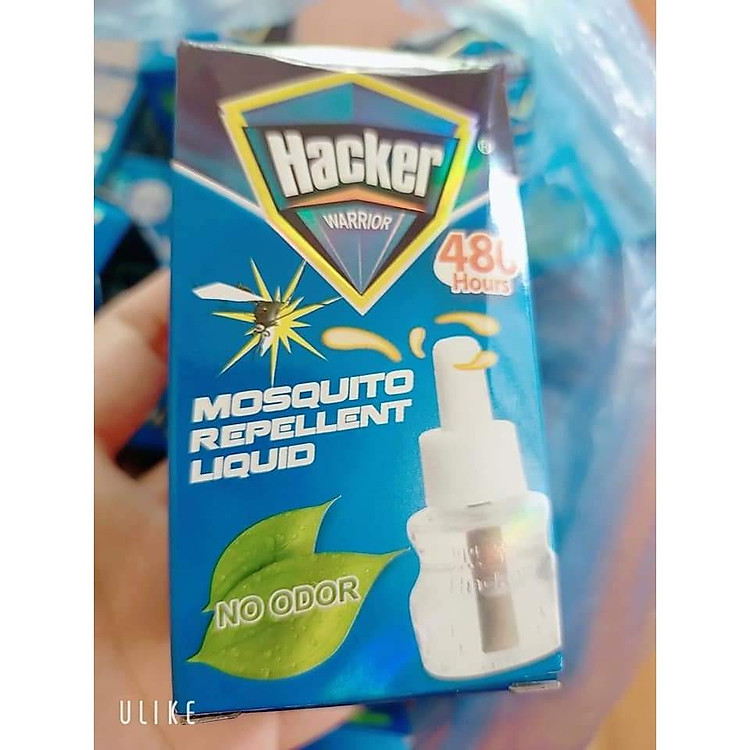 Hacker
®
WARRIOR
480
Hours
MOSQUITO
REPELLENT
LIQUID
NO ODOR
ULIKE